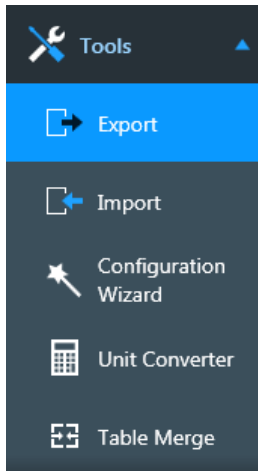 Tools
Export
Import
Configuration
Wizard
Unit Converter
Table Merge